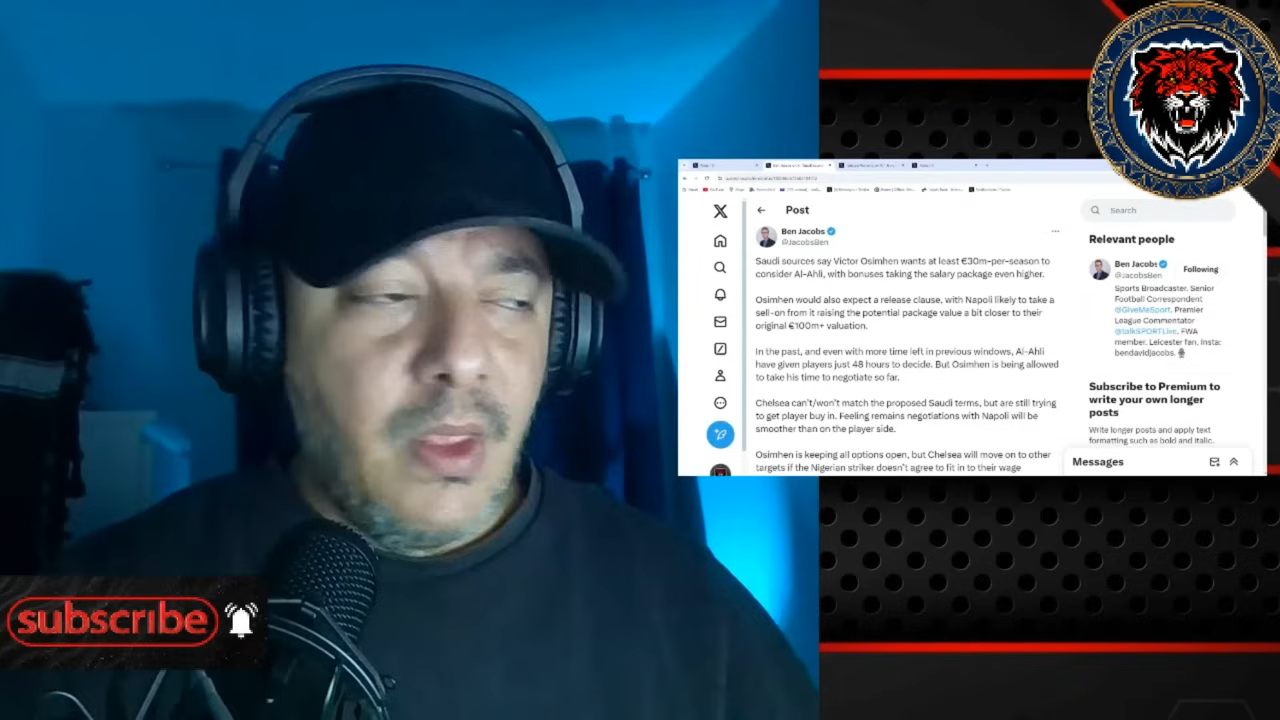 X
Post
Search
Ben Jacobs
@JacobsBen
Saudi sources say Victor Osimhen wants at least €30m-per-season to
consider Al-Ahli, with bonuses taking the salary package even higher.
Osimhen would also expect a release clause, with Napoli likely to take a
sell-on from it raising the potential package value a bit closer to their
original €100m+ valuation.
In the past, and even with more time left in previous windows, Al-Ahli
have given players just 48 hours to decide. But Osimhen is being allowed
to take his time to negotiate so far.
Chelsea can't/won't match the proposed Saudi terms, but are still trying
to get player buy in. Feeling remains negotiations with Napoli will be
smoother than on the player side.
Osimhen is keeping all options open, but Chelsea will move on to other
targets if the Nigerian striker doesn't agree to fit in to their wage
Relevant people
Ben Jacobs
@JacobsBen
Following
Sports Broadcaster. Senior
Football Correspondent
@GiveMeSport. Premier
League Commentator
@talkSPORTLive. FWA
member. Leicester fan. Insta:
bendavidjacobs.
Subscribe to Premium to
write your own longer
posts
Write longer posts and apply text
formatting such as bold and italic.
Messages
subscribe